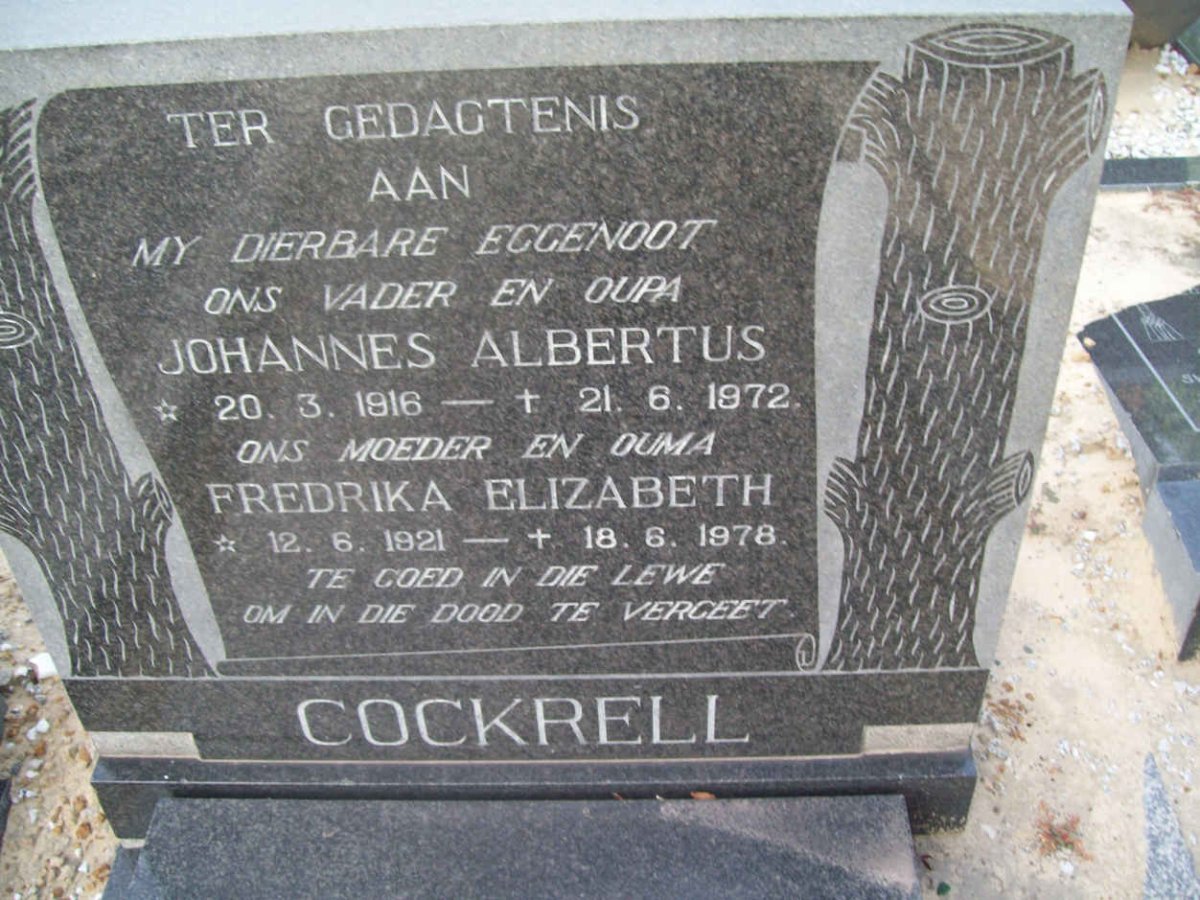 TER GEDAGTENIS
AAN
MY DIERBARE EGGENOOT
ONS VADER EN OUPA
JOHANNES ALBERTUS
☆ 20. 3. 1916 — † 21. 6. 1972.
ONS MOEDER EN OUMA
FREDRIKA ELIZABETH
☆ 12. 6. 1921 — † 18. 6. 1978.
TE GOED IN DIE LEWE
OM IN DIE DOOD TE VERGEET
COCKRELL